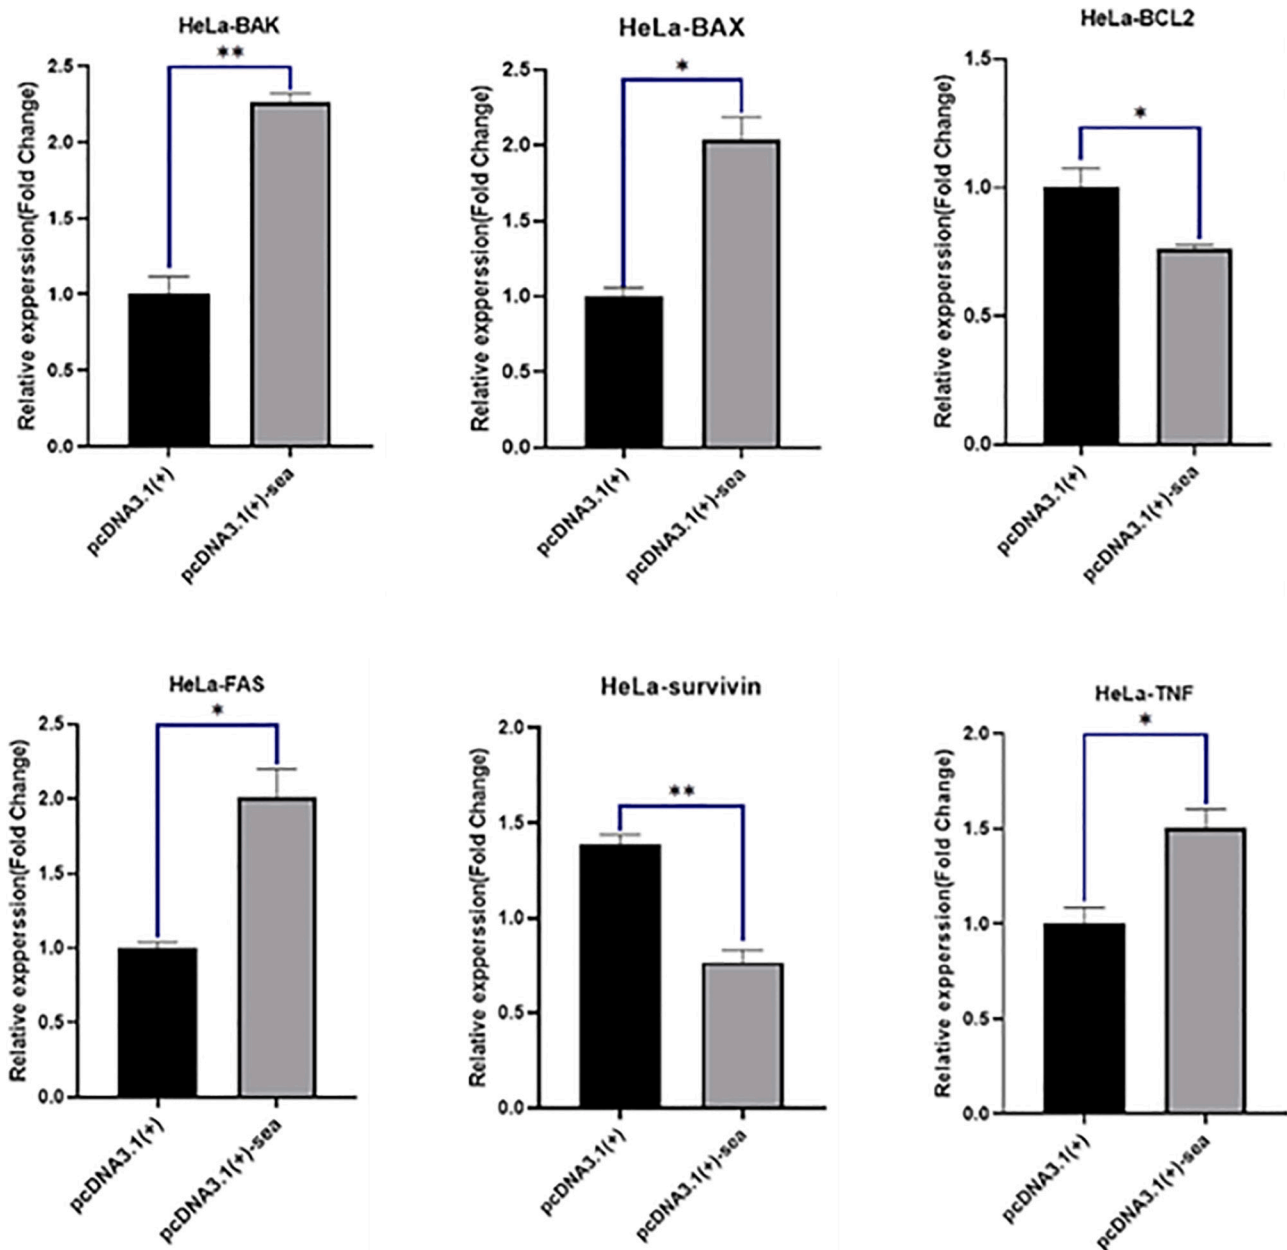 HeLa-BAK
**
Relative expperssion(Fold Change)
2.5
2.0
1.5
1.0
0.5
0.0
pcDNA3.1(+)
pcDNA3.1(+)-sea
HeLa-BAX
*
Relative expperssion(Fold Change)
2.5
2.0
1.5
1.0
0.5
0.0
pcDNA3.1(+)
pcDNA3.1(+)-sea
HeLa-BCL2
*
Relative expperssion(Fold Change)
1.5
1.0
0.5
0.0
pcDNA3.1(+)
pcDNA3.1(+)-sea
HeLa-FAS
*
Relative expperssion(Fold Change)
2.5
2.0
1.5
1.0
0.5
0.0
pcDNA3.1(+)
pcDNA3.1(+)-sea
HeLa-survivin
**
Relative expperssion(Fold Change)
2.0
1.5
1.0
0.5
0.0
pcDNA3.1(+)
pcDNA3.1(+)-sea
HeLa-TNF
*
Relative expperssion(Fold Change)
2.0
1.5
1.0
0.5
0.0
pcDNA3.1(+)
pcDNA3.1(+)-sea